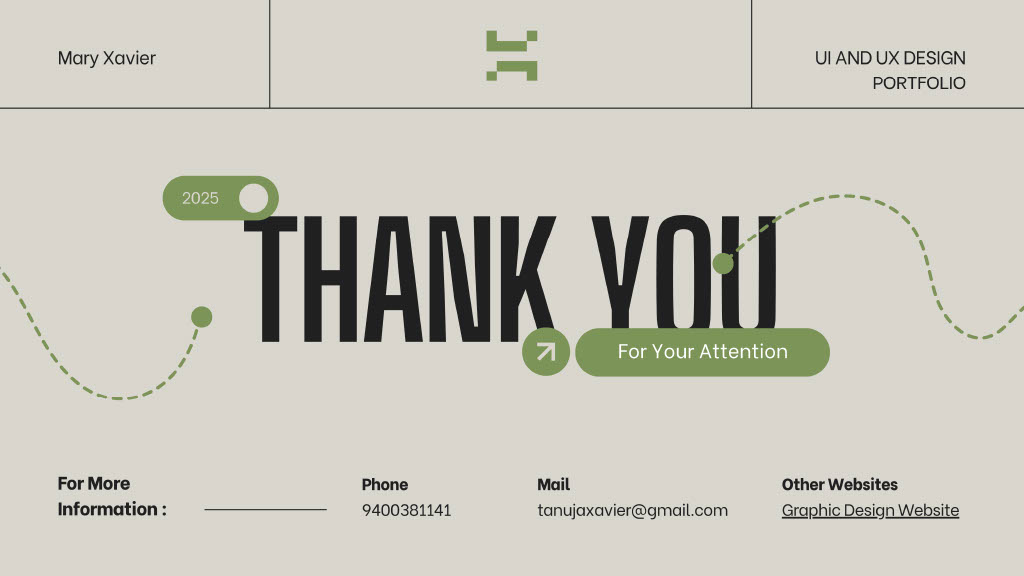 Mary Xavier
UI AND UX DESIGN
PORTFOLIO
2025
THANK YOU
For Your Attention
For More
Information :
Phone
9400381141
Mail
tanujaxavier@gmail.com
Other Websites
Graphic Design Website